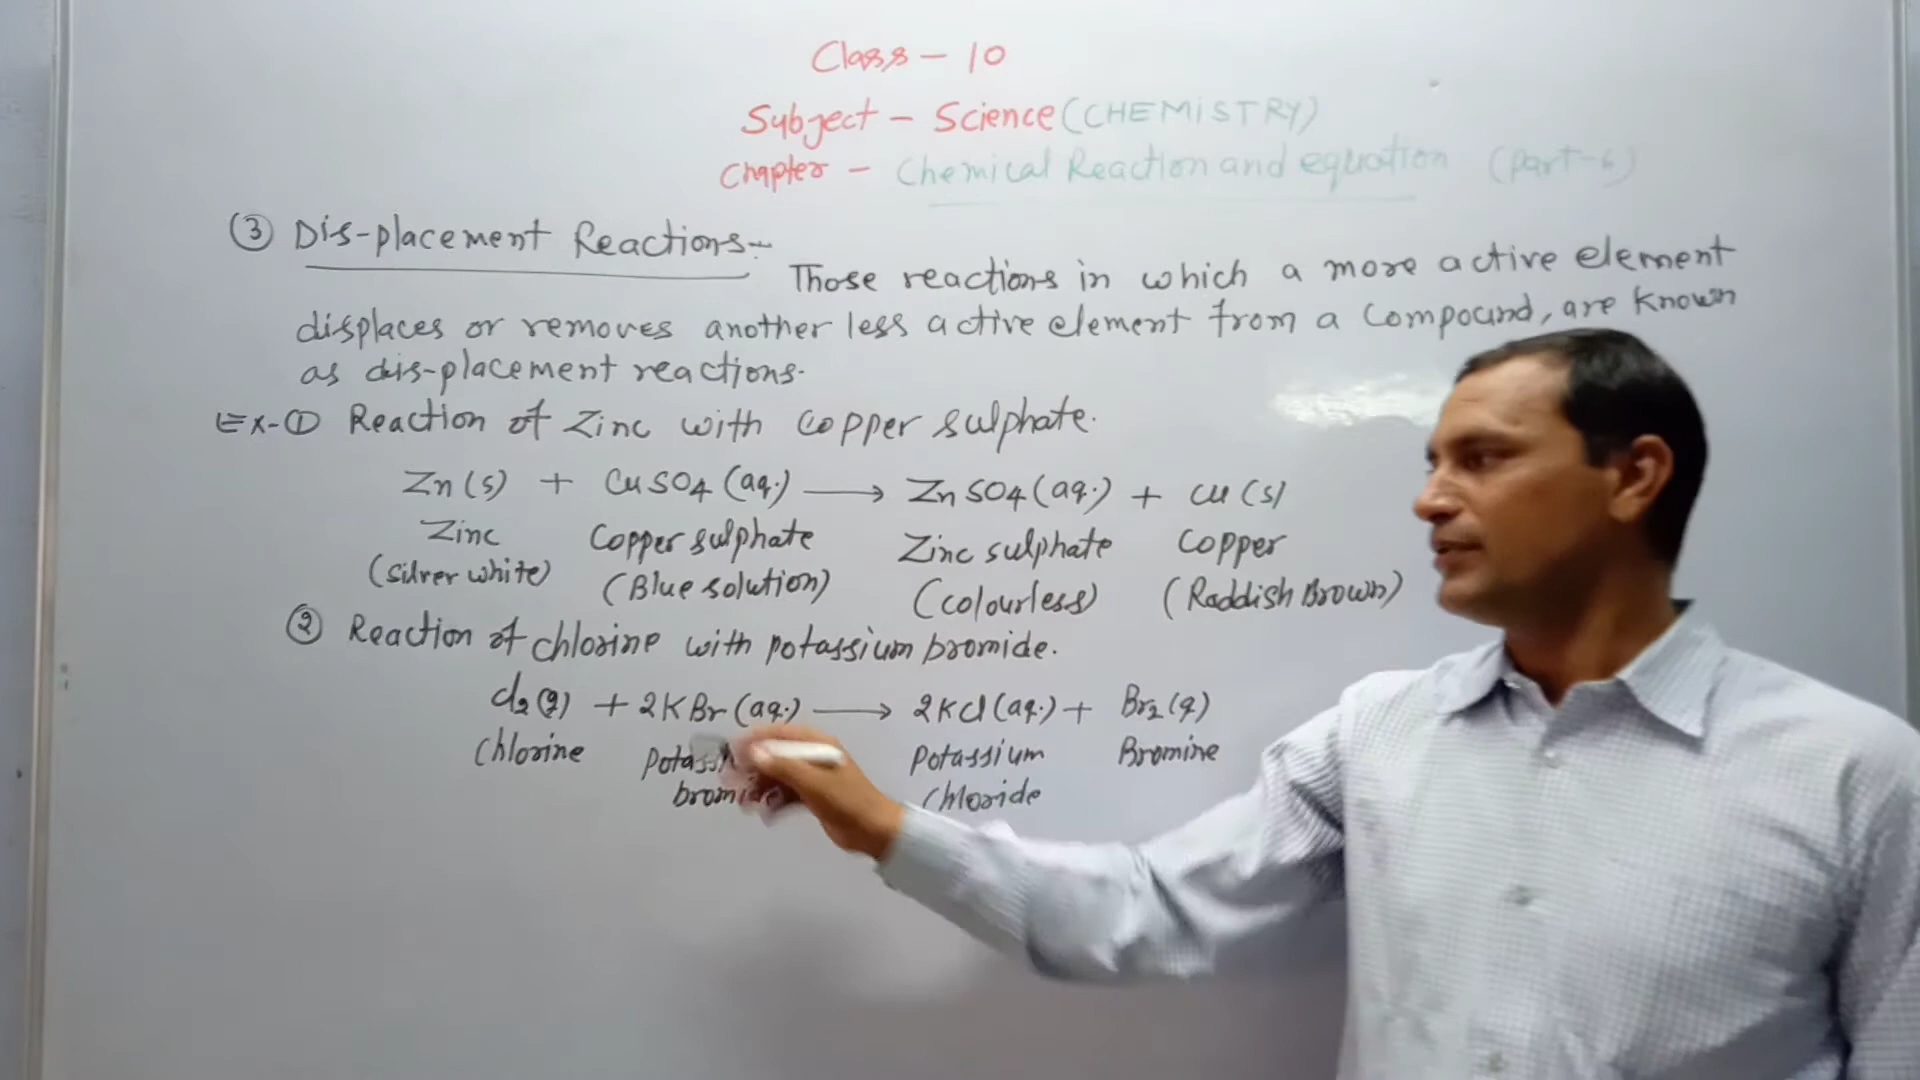 Class - 10
Subject - Science (CHEMISTRY)
Chapter - Chemical Reaction and equation (Part-6)
③ Dis-placement Reactions:-
Those reactions in which a more active element
displaces or removes another less active element from a compound, are known
as dis-placement reactions.
Ex-① Reaction of Zinc with copper sulphate.
Zn(s) + CuSO4(aq.) ⟶ ZnSO4(aq.) + Cu(s)
Zinc Copper sulphate Zinc sulphate Copper
(Silver white) (Blue solution) (colourless) (Raddish Brown)
② Reaction of chlorine with potassium bromide.
Cl2(g) + 2KBr(aq.) ⟶ 2KCl(aq.) + Br2(g)
Chlorine Potassium Bromine
bromide Chloride